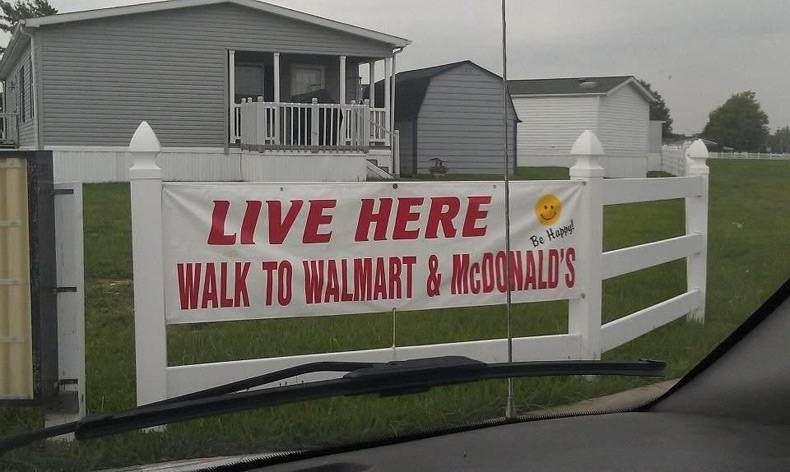 LIVE HERE
Be Happy!
WALK TO WALMART & McDONALD'S